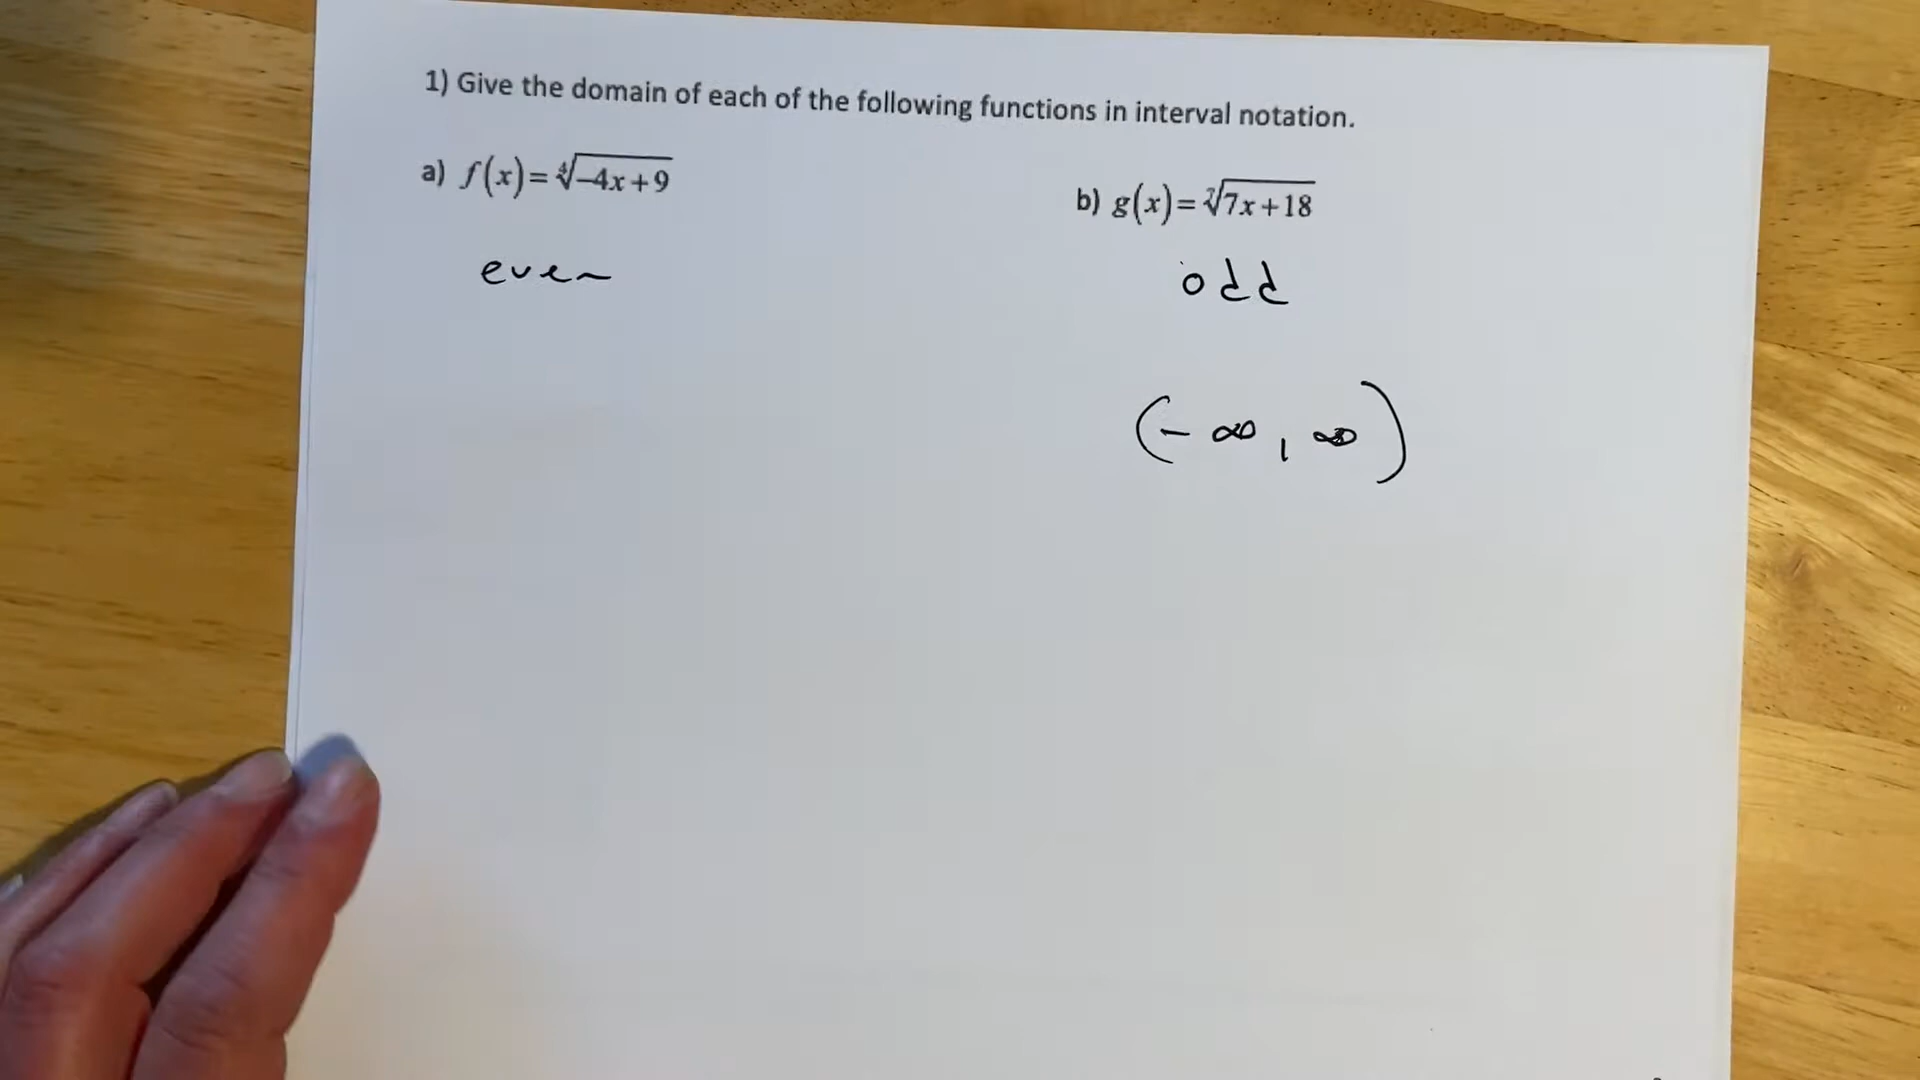 1) Give the domain of each of the following functions in interval notation.
a) f(x)=∜(-4x+9)
b) g(x)=⁷√(7x+18)
even
odd
(-∞, ∞)